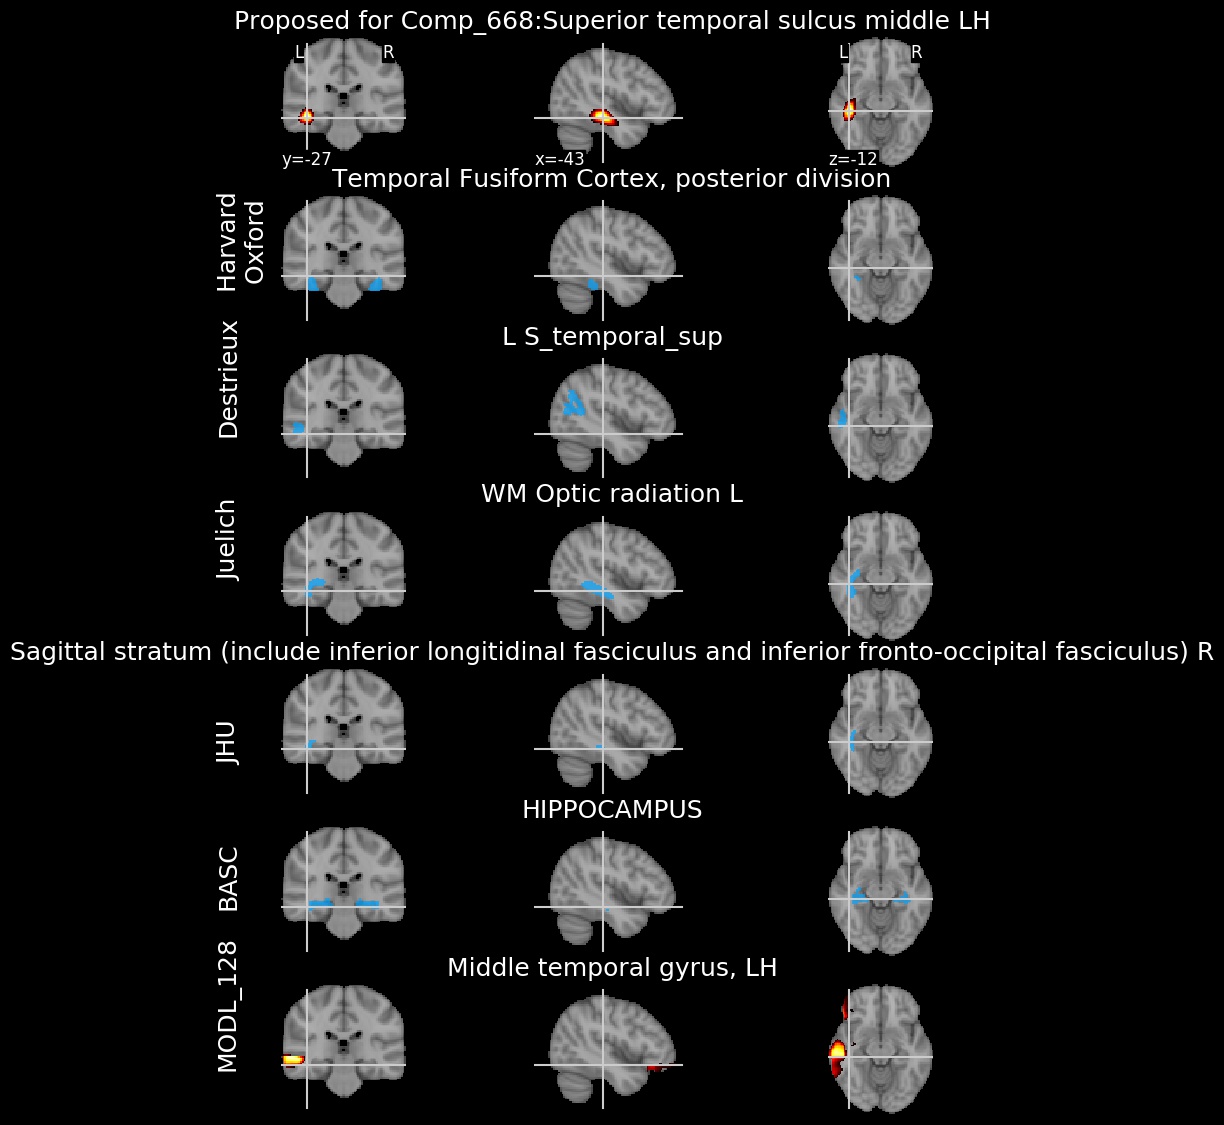 Proposed for Comp_668:Superior temporal sulcus middle LH
L R L R
y=-27 x=-43 z=-12
Temporal Fusiform Cortex, posterior division
Harvard
Oxford
L S_temporal_sup
Destrieux
WM Optic radiation L
Juelich
Sagittal stratum (include inferior longitidinal fasciculus and inferior fronto-occipital fasciculus) R
JHU
HIPPOCAMPUS
BASC
Middle temporal gyrus, LH
MODL_128